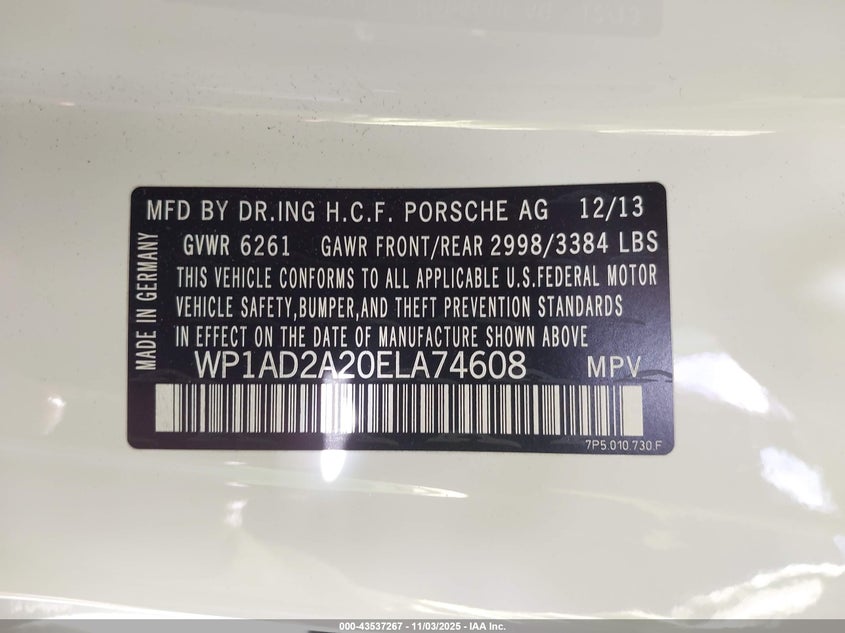 MFD BY DR.ING H.C.F. PORSCHE AG 12/13
GVWR 6261 GAWR FRONT/REAR 2998/3384 LBS
THIS VEHICLE CONFORMS TO ALL APPLICABLE U.S.FEDERAL MOTOR
VEHICLE SAFETY,BUMPER,AND THEFT PREVENTION STANDARDS
IN EFFECT ON THE DATE OF MANUFACTURE SHOWN ABOVE
WP1AD2A20ELA74608 MPV
7P5.010.730.F
MADE IN GERMANY
000-43537267 - 11/03/2025 - IAA Inc.